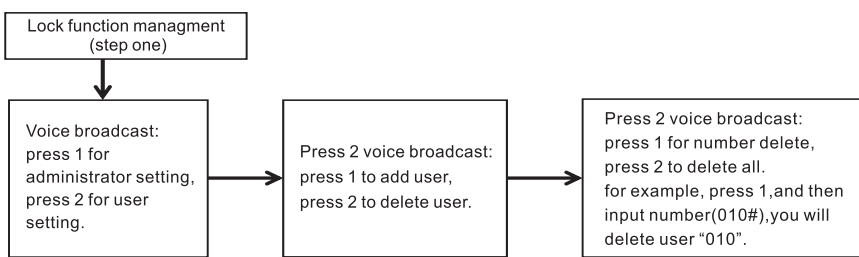 Lock function managment
(step one)
Voice broadcast:
press 1 for
administrator setting,
press 2 for user
setting.
Press 2 voice broadcast:
press 1 to add user,
press 2 to delete user.
Press 2 voice broadcast:
press 1 for number delete,
press 2 to delete all.
for example, press 1,and then
input number(010#),you will
delete user “010”.